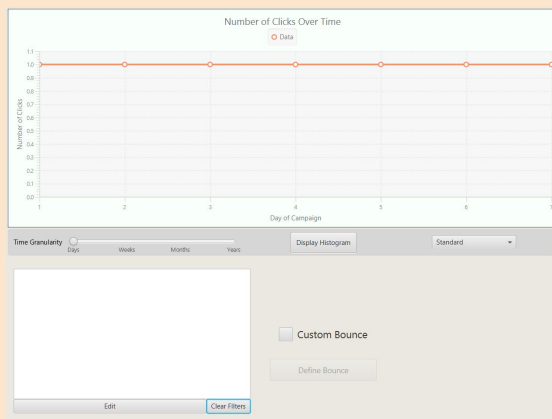 Number of Clicks Over Time
Data
1.1
1.0
0.9
0.8
0.7
0.6
0.5
0.4
0.3
0.2
0.1
0.0
Number of Clicks
1 2 3 4 5 6 7
Day of Campaign
Time Granularity
Days Weeks Months Years
Display Histogram
Standard
Custom Bounce
Define Bounce
Edit
Clear Filters